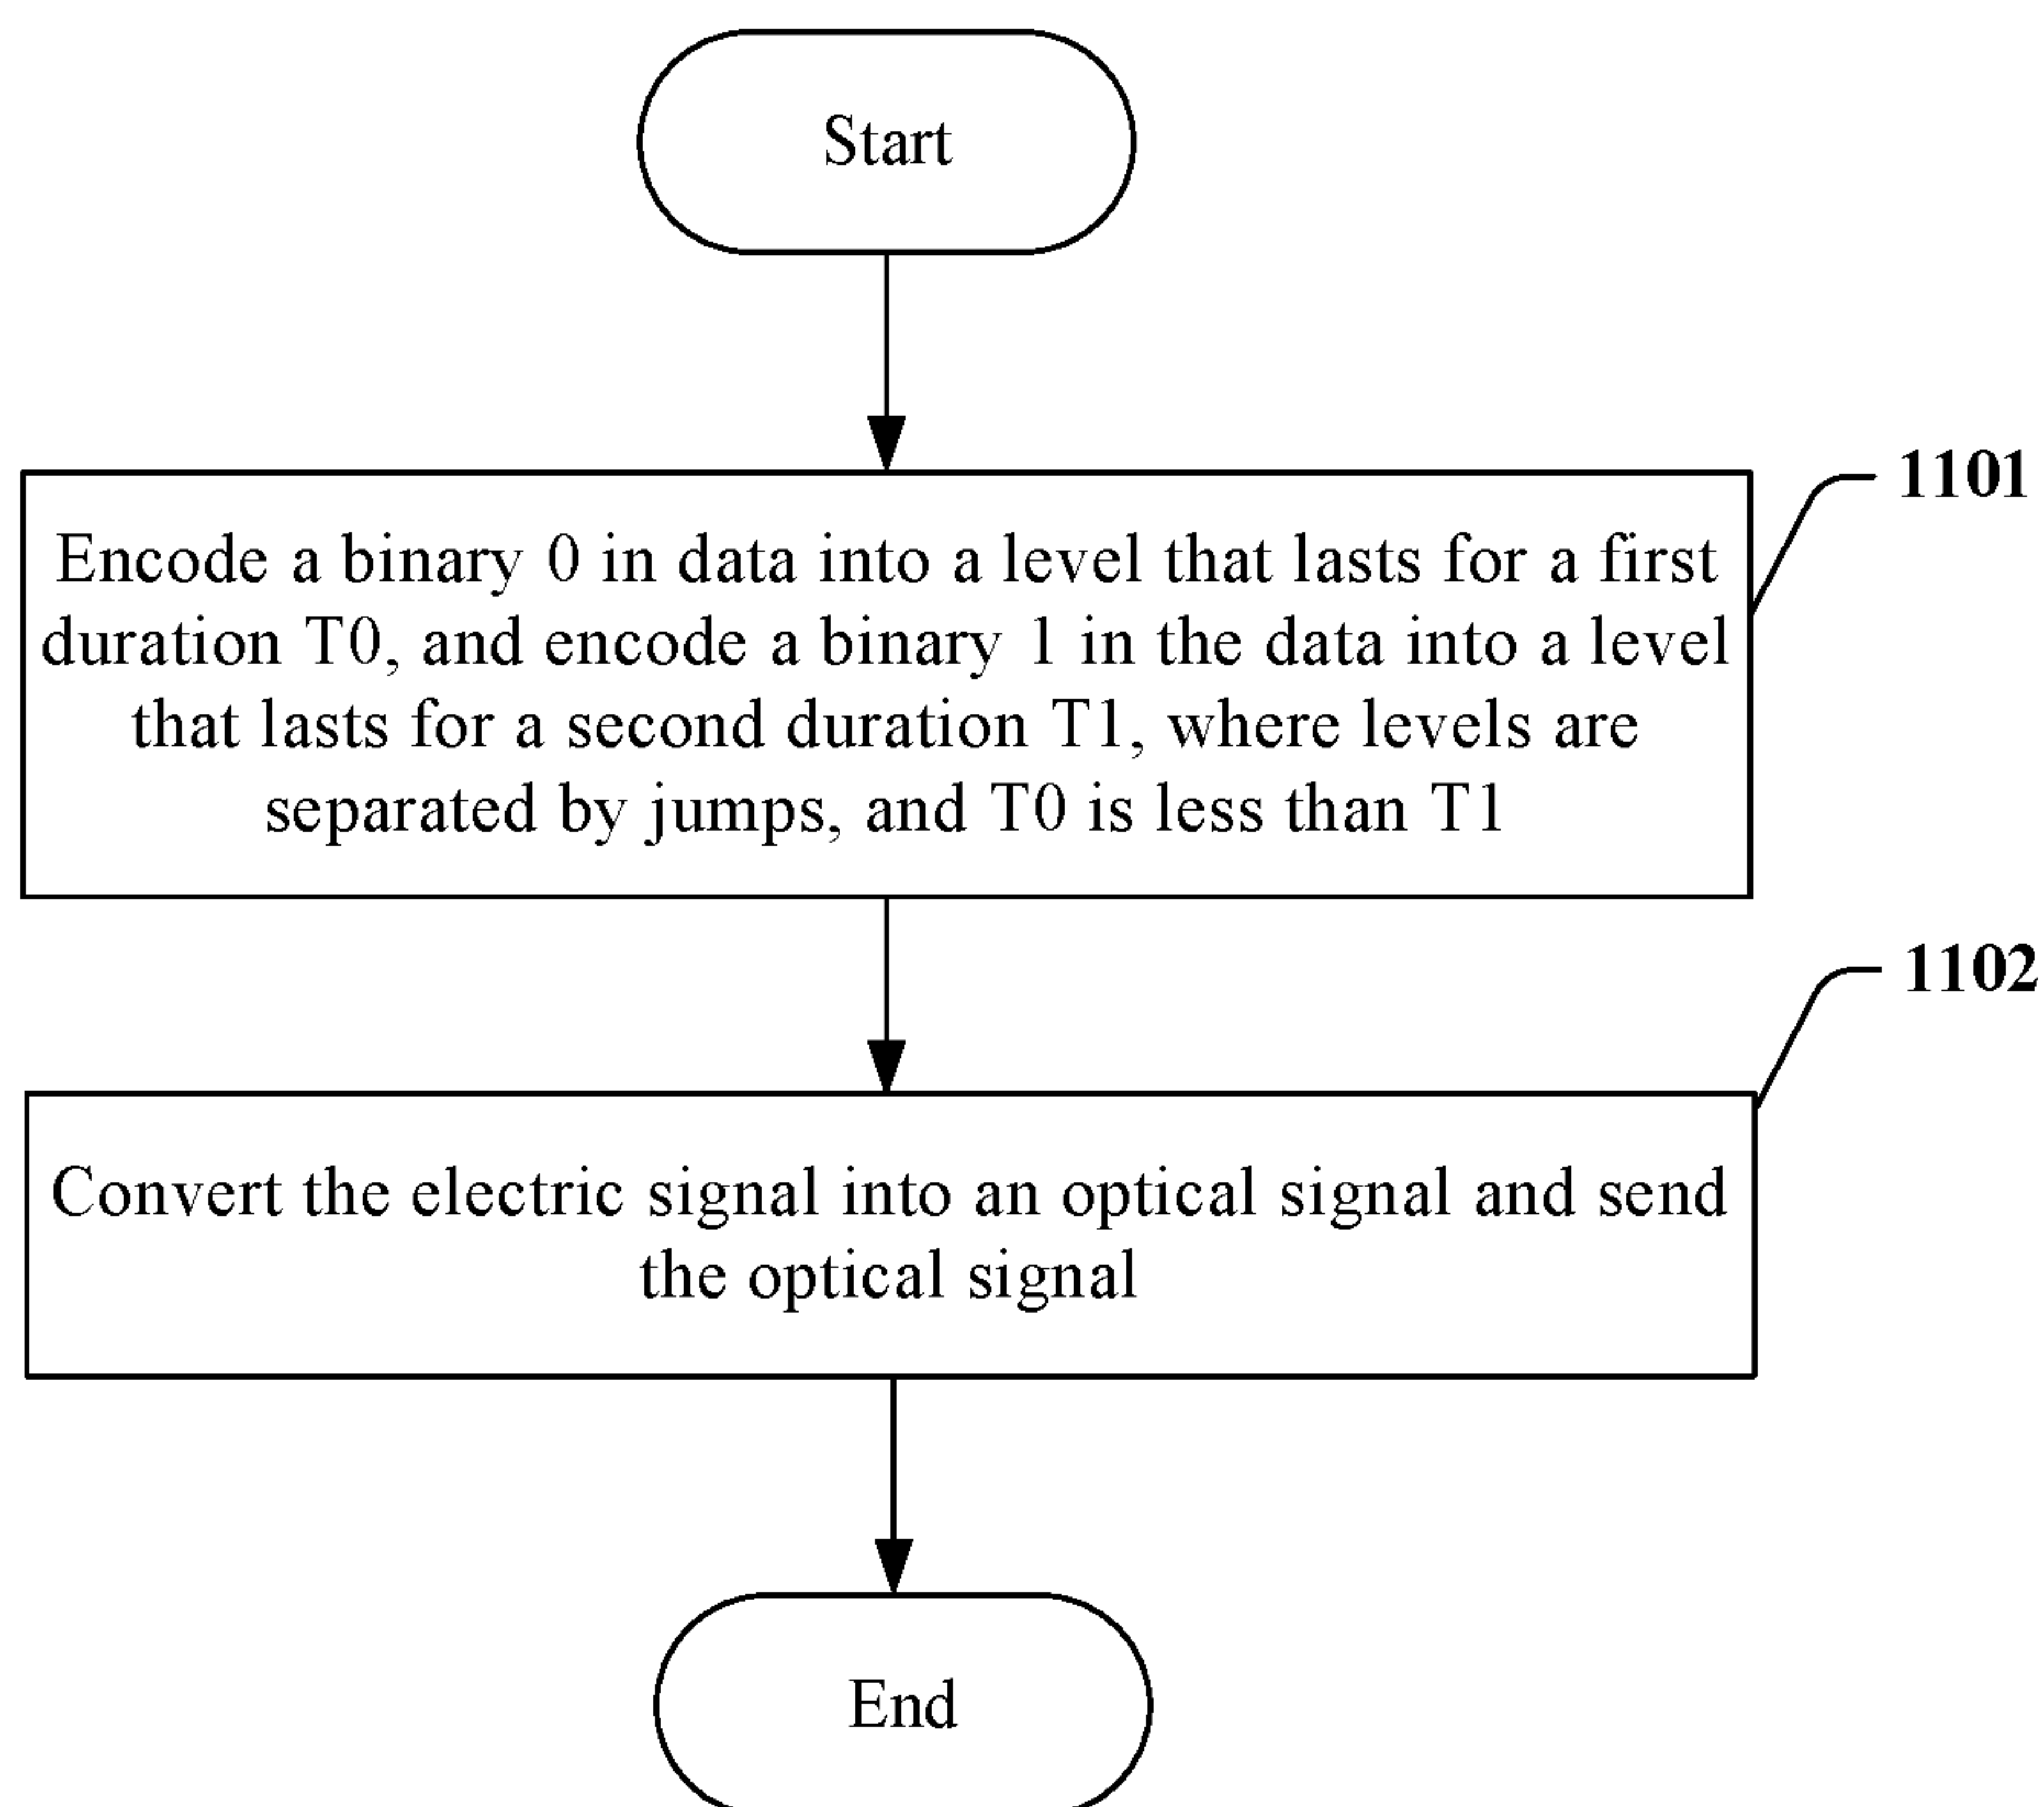 Start
1101
Encode a binary 0 in data into a level that lasts for a first
duration T0, and encode a binary 1 in the data into a level
that lasts for a second duration T1, where levels are
separated by jumps, and T0 is less than T1
1102
Convert the electric signal into an optical signal and send
the optical signal
End